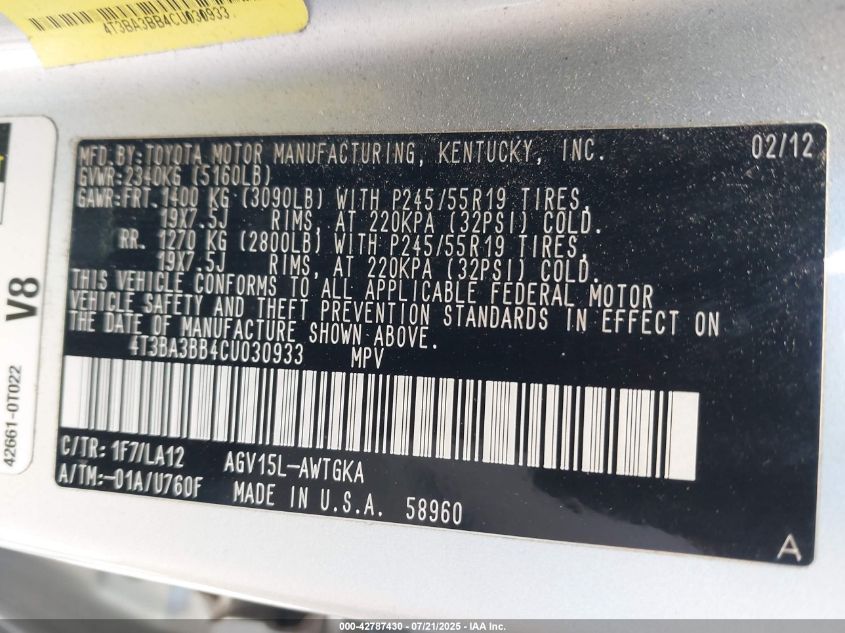 4T3BA3BB4CU030933
MFD.BY:TOYOTA MOTOR MANUFACTURING, KENTUCKY, INC. 02/12
GVWR:2340KG (5160LB)
GAWR:FRT. 1400 KG (3090LB) WITH P245/55R19 TIRES,
19X7.5J RIMS, AT 220KPA (32PSI) COLD.
RR. 1270 KG (2800LB) WITH P245/55R19 TIRES,
19X7.5J RIMS, AT 220KPA (32PSI) COLD.
THIS VEHICLE CONFORMS TO ALL APPLICABLE FEDERAL MOTOR
VEHICLE SAFETY AND THEFT PREVENTION STANDARDS IN EFFECT ON
THE DATE OF MANUFACTURE SHOWN ABOVE.
4T3BA3BB4CU030933 MPV
C/TR: 1F7/LA12 AGV15L-AWTGKA
A/TM:-01A/U760F MADE IN U.S.A. 58960
A
V8
42661-0T022
000-42787430 - 07/21/2025 - IAA Inc.